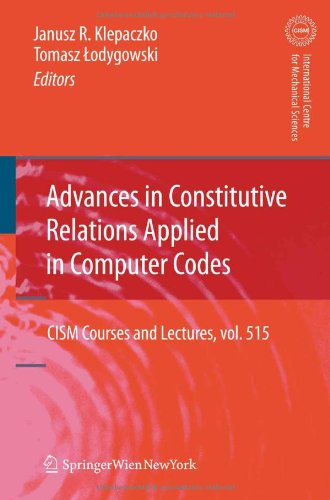 Janusz R. Klepaczko
Tomasz Łodygowski
Editors
CISM
International Centre
for Mechanical Sciences
Advances in Constitutive
Relations Applied
in Computer Codes
CISM Courses and Lectures, vol. 515
SpringerWienNewYork